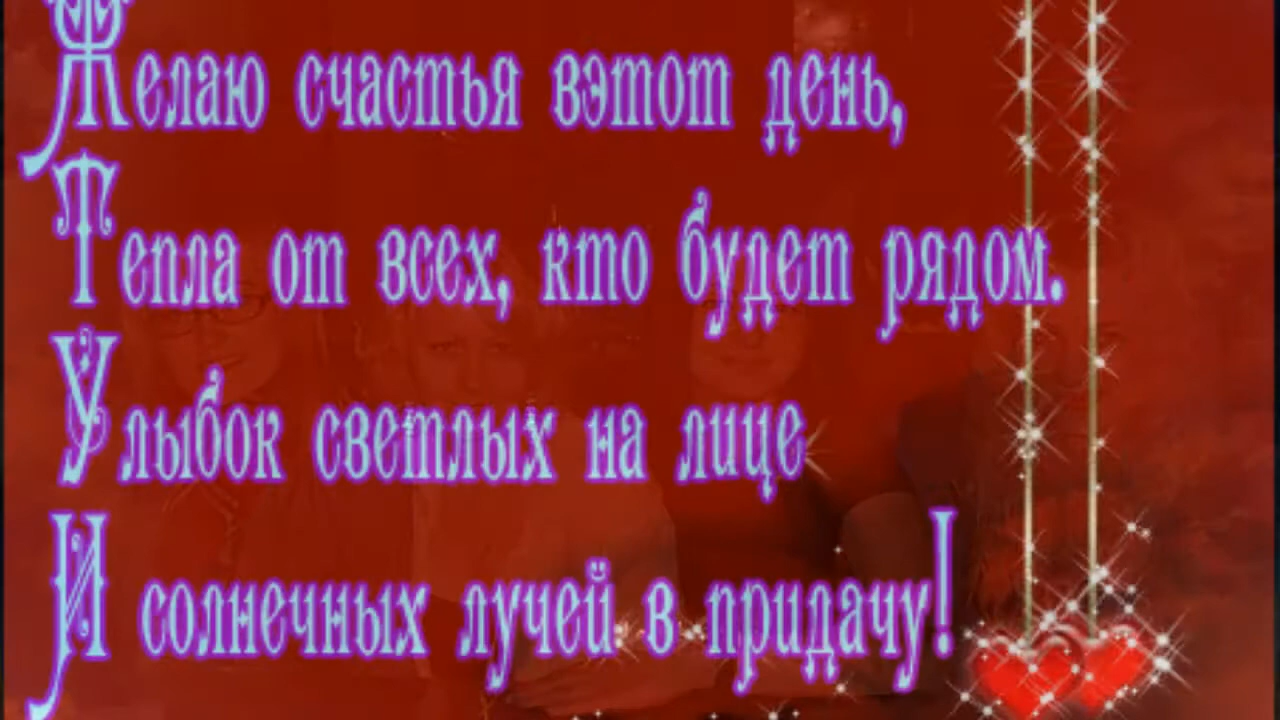 Желаю счастья вэтот день,
Тепла от всех, кто будет рядом.
Улыбок светлых на лице
И солнечных лучей в придачу!